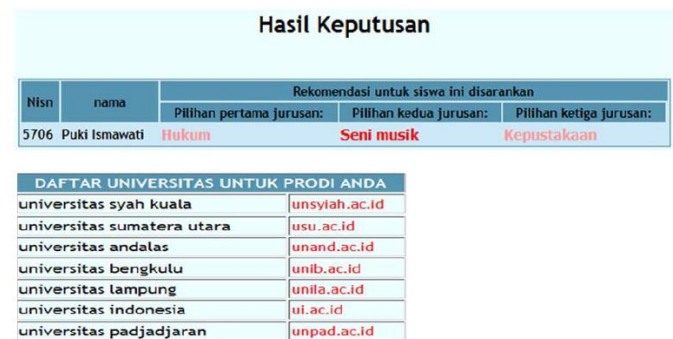 Hasil Keputusan
Nisn nama Rekomendasi untuk siswa ini disarankan
Pilihan pertama jurusan: Pilihan kedua jurusan: Pilihan ketiga jurusan:
5706 Puki Ismawati Hukum Seni musik Kepustakaan
DAFTAR UNIVERSITAS UNTUK PRODI ANDA
universitas syah kuala unsyiah.ac.id
universitas sumatera utara usu.ac.id
universitas andalas unand.ac.id
universitas bengkulu unib.ac.id
universitas lampung unila.ac.id
universitas indonesia ui.ac.id
universitas padjadjaran unpad.ac.id